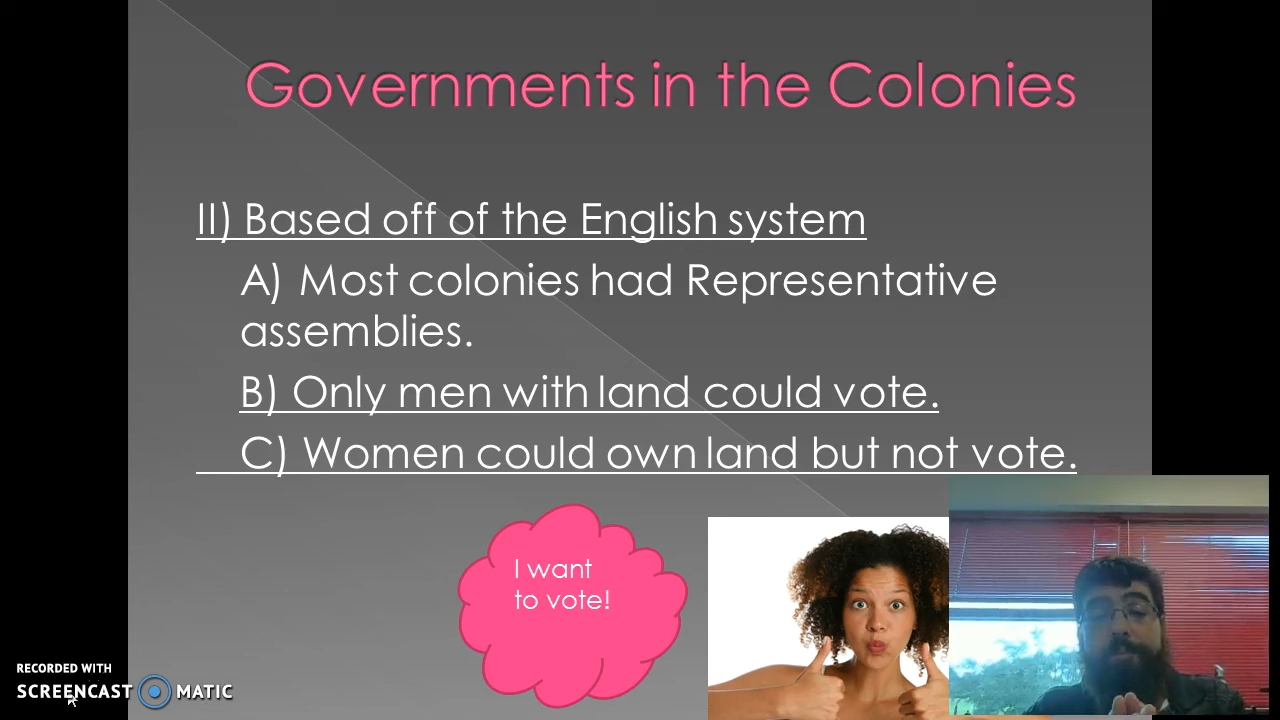 Governments in the Colonies
II) Based off of the English system
A) Most colonies had Representative
assemblies.
B) Only men with land could vote.
C) Women could own land but not vote.
I want
to vote!
RECORDED WITH
SCREENCAST MATIC